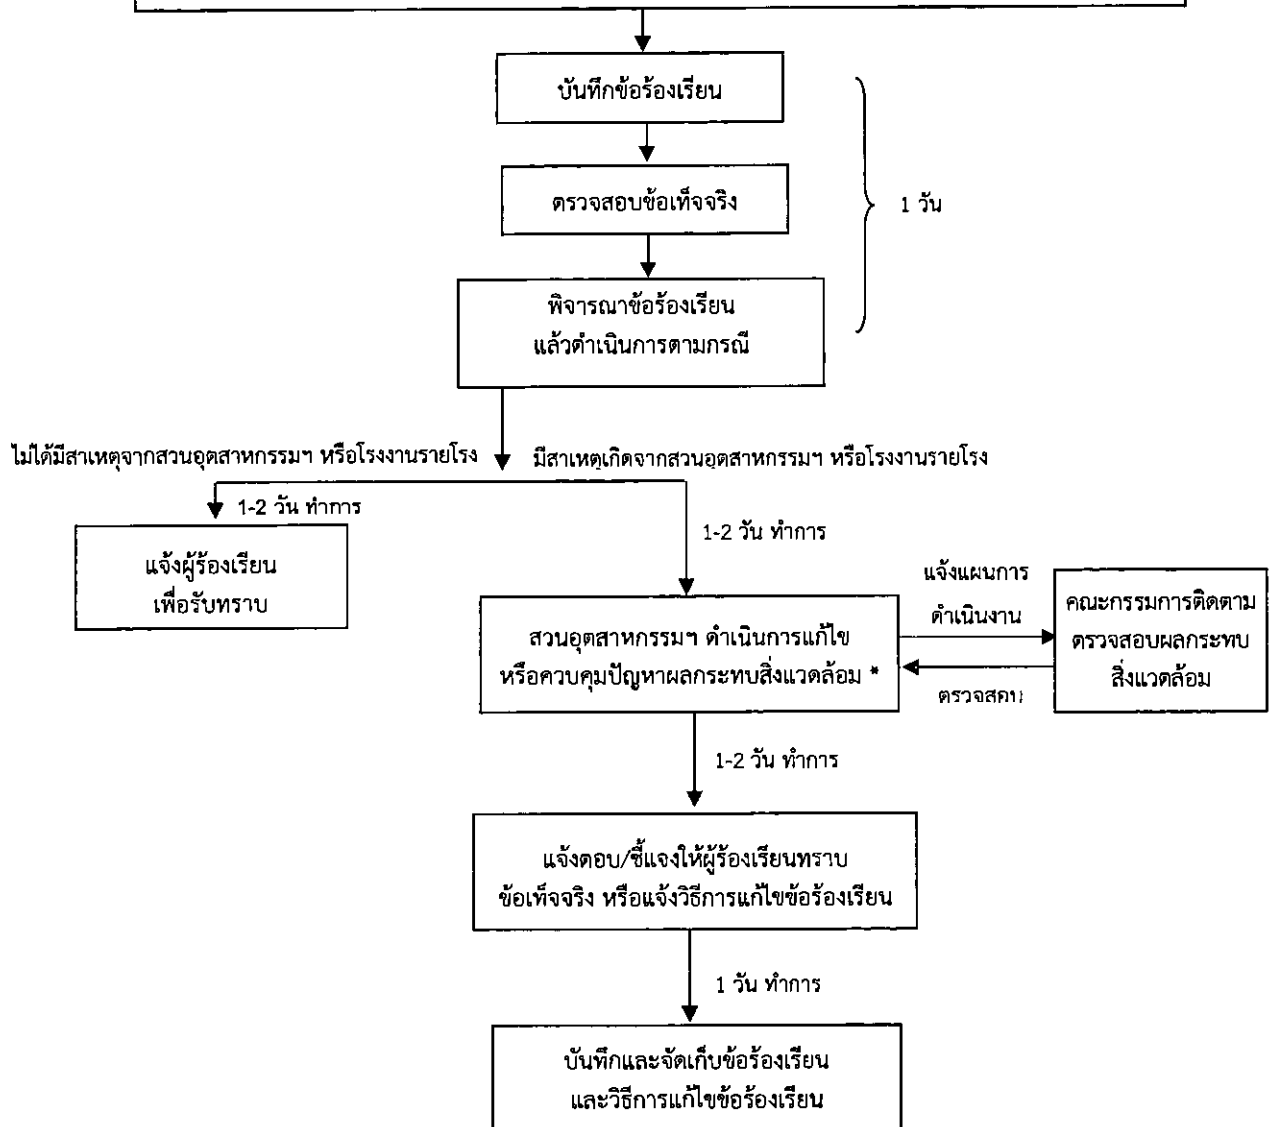 บันทึกข้อร้องเรียน
ตรวจสอบข้อเท็จจริง
1 วัน
พิจารณาข้อร้องเรียน
แล้วดำเนินการตามกรณี
ไม่ได้มีสาเหตุจากสวนอุตสาหกรรมฯ หรือโรงงานรายโรง
มีสาเหตุเกิดจากสวนอุตสาหกรรมฯ หรือโรงงานรายโรง
1-2 วัน ทำการ
1-2 วัน ทำการ
แจ้งผู้ร้องเรียน
เพื่อรับทราบ
สวนอุตสาหกรรมฯ ดำเนินการแก้ไข
หรือควบคุมปัญหาผลกระทบสิ่งแวดล้อม *
แจ้งแผนการ
ดำเนินงาน
ตรวจสอบ
คณะกรรมการติดตาม
ตรวจสอบผลกระทบ
สิ่งแวดล้อม
1-2 วัน ทำการ
แจ้งตอบ/ชี้แจงให้ผู้ร้องเรียนทราบ
ข้อเท็จจริง หรือแจ้งวิธีการแก้ไขข้อร้องเรียน
1 วัน ทำการ
บันทึกและจัดเก็บข้อร้องเรียน
และวิธีการแก้ไขข้อร้องเรียน